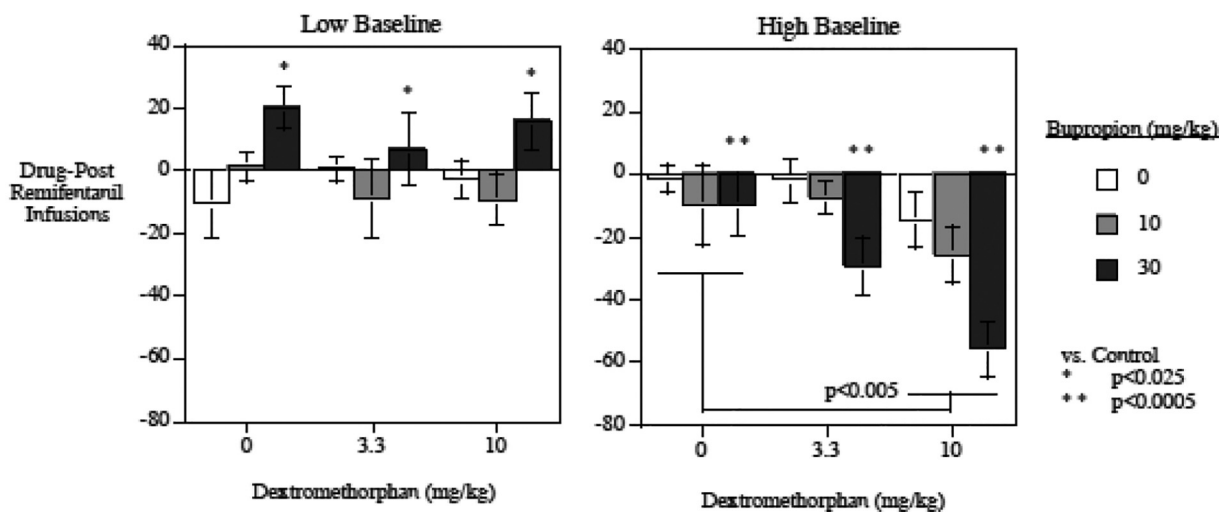 Low Baseline
High Baseline
40
20
0
-20
-40
-60
-80
40
20
0
-20
-40
-60
-80
Drug-Post
Remifentanil
Infusions
*
*
*
**
**
**
p<0.005
0
3.3
10
0
3.3
10
Dextromethorphan (mg/kg)
Dextromethorphan (mg/kg)
Bupropion (mg/kg)
0
10
30
vs. Control
* p<0.025
** p<0.0005